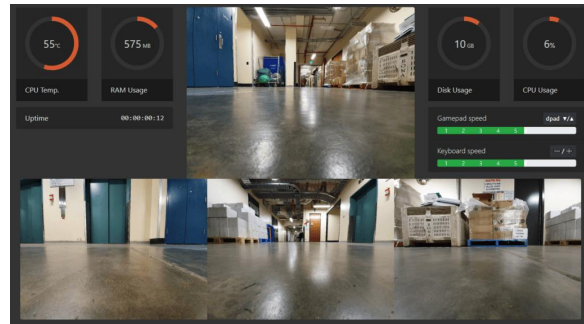 55°C
CPU Temp.
575 MB
RAM Usage
10 GB
Disk Usage
6%
CPU Usage
Uptime 00:00:00:12
Gamepad speed dpad ▼/▲
1 2 3 4 5
Keyboard speed − / +
1 2 3 4 5